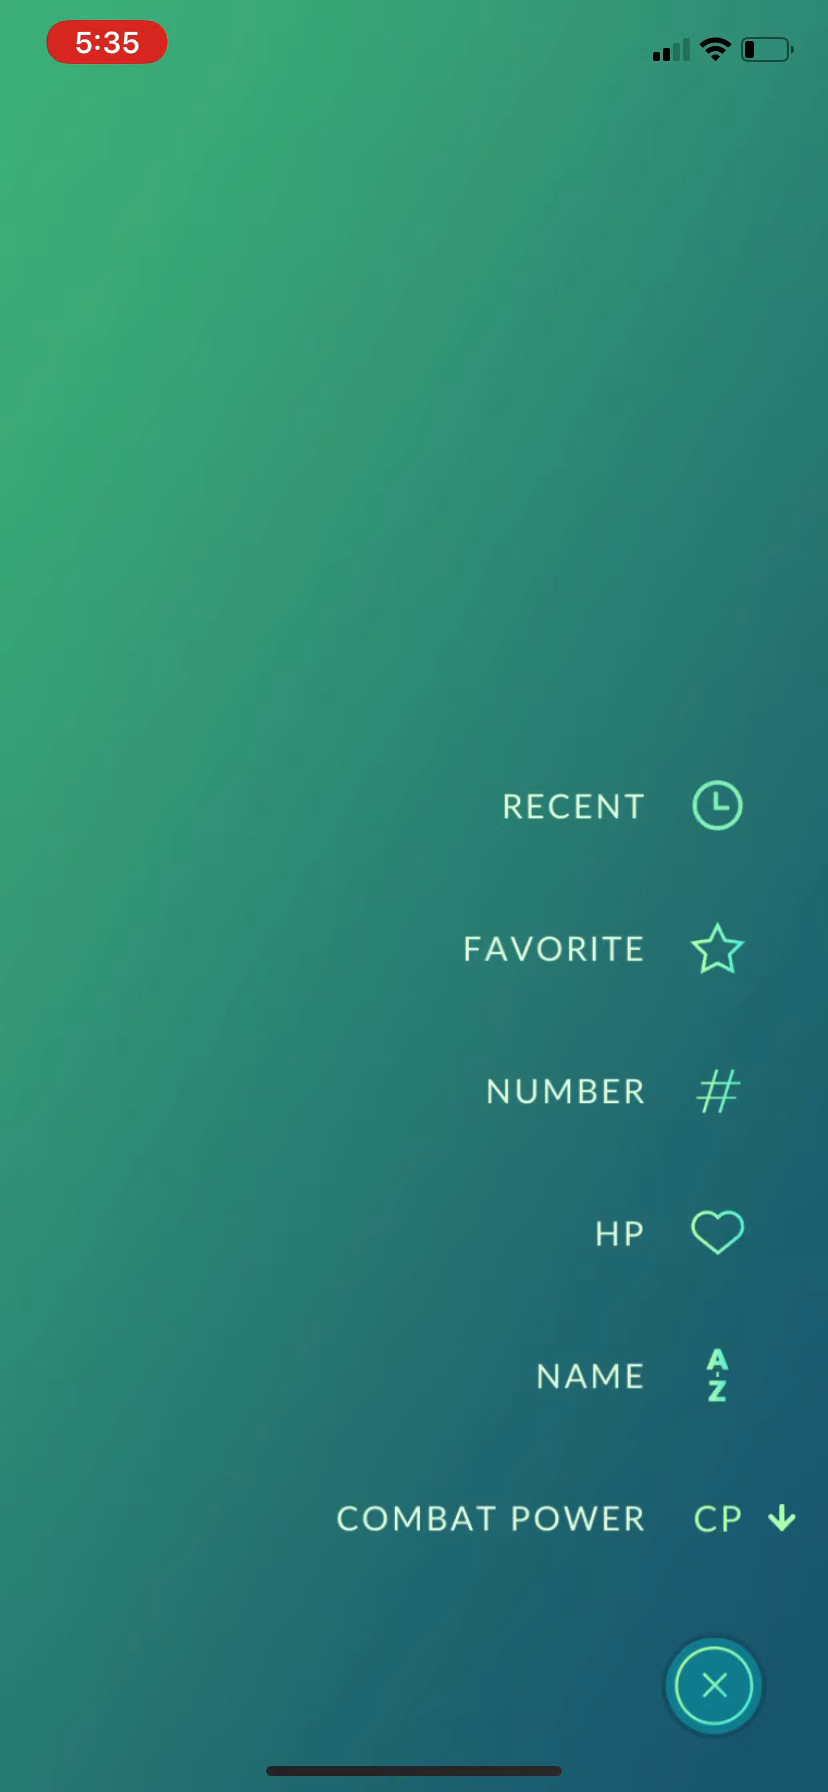 5:35
RECENT
FAVORITE
NUMBER #
HP
NAME A-Z
COMBAT POWER CP